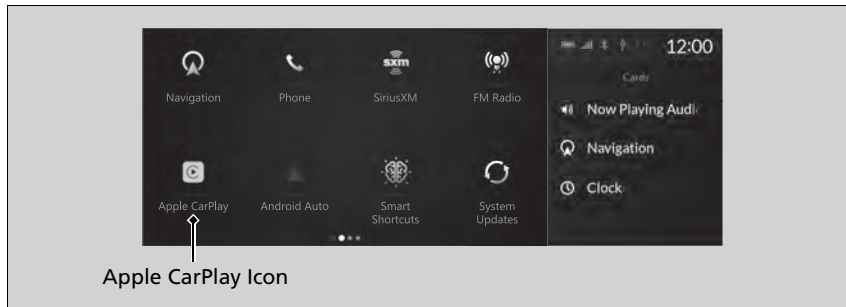 12:00
Cards
Navigation
Phone
sxm
SiriusXM
FM Radio
Now Playing Audi
Navigation
Clock
Apple CarPlay
Android Auto
Smart
Shortcuts
System
Updates
Apple CarPlay Icon